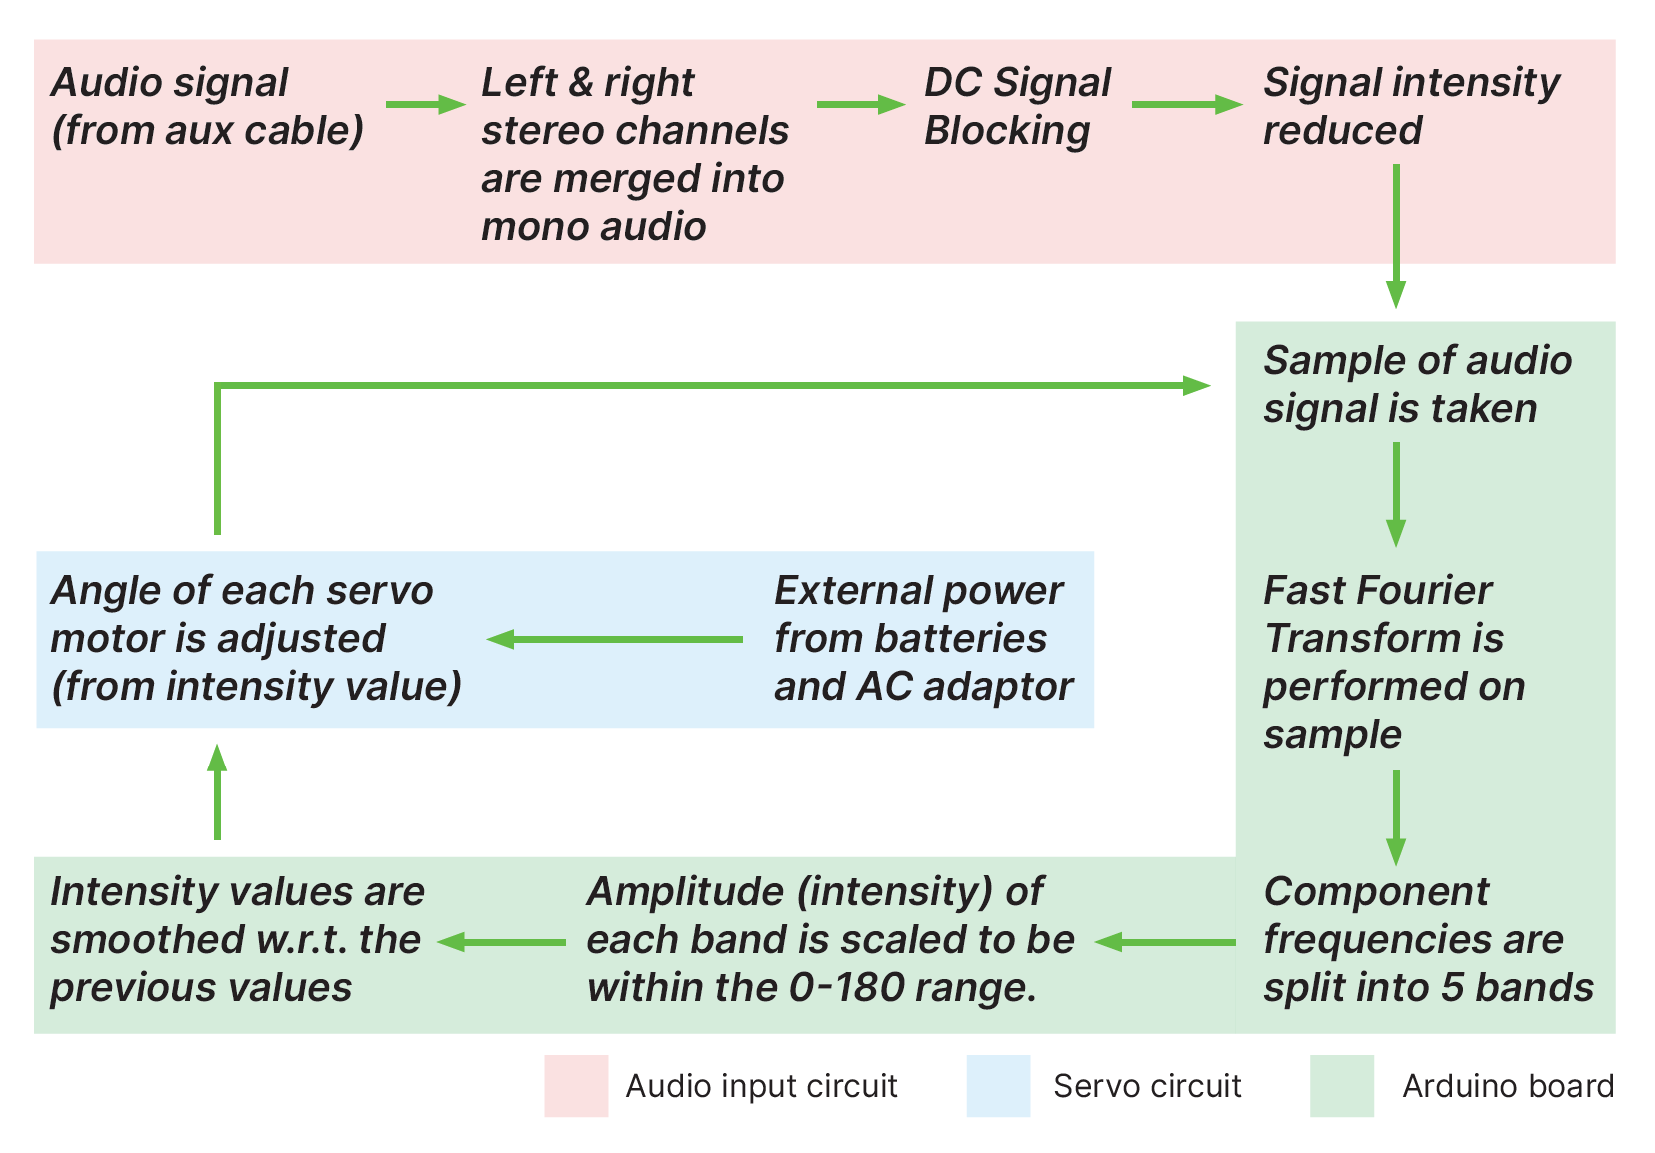 Audio signal
(from aux cable)
Left & right
stereo channels
are merged into
mono audio
DC Signal
Blocking
Signal intensity
reduced
Sample of audio
signal is taken
Fast Fourier
Transform is
performed on
sample
Component
frequencies are
split into 5 bands
Amplitude (intensity) of
each band is scaled to be
within the 0-180 range.
Intensity values are
smoothed w.r.t. the
previous values
Angle of each servo
motor is adjusted
(from intensity value)
External power
from batteries
and AC adaptor
Audio input circuit
Servo circuit
Arduino board